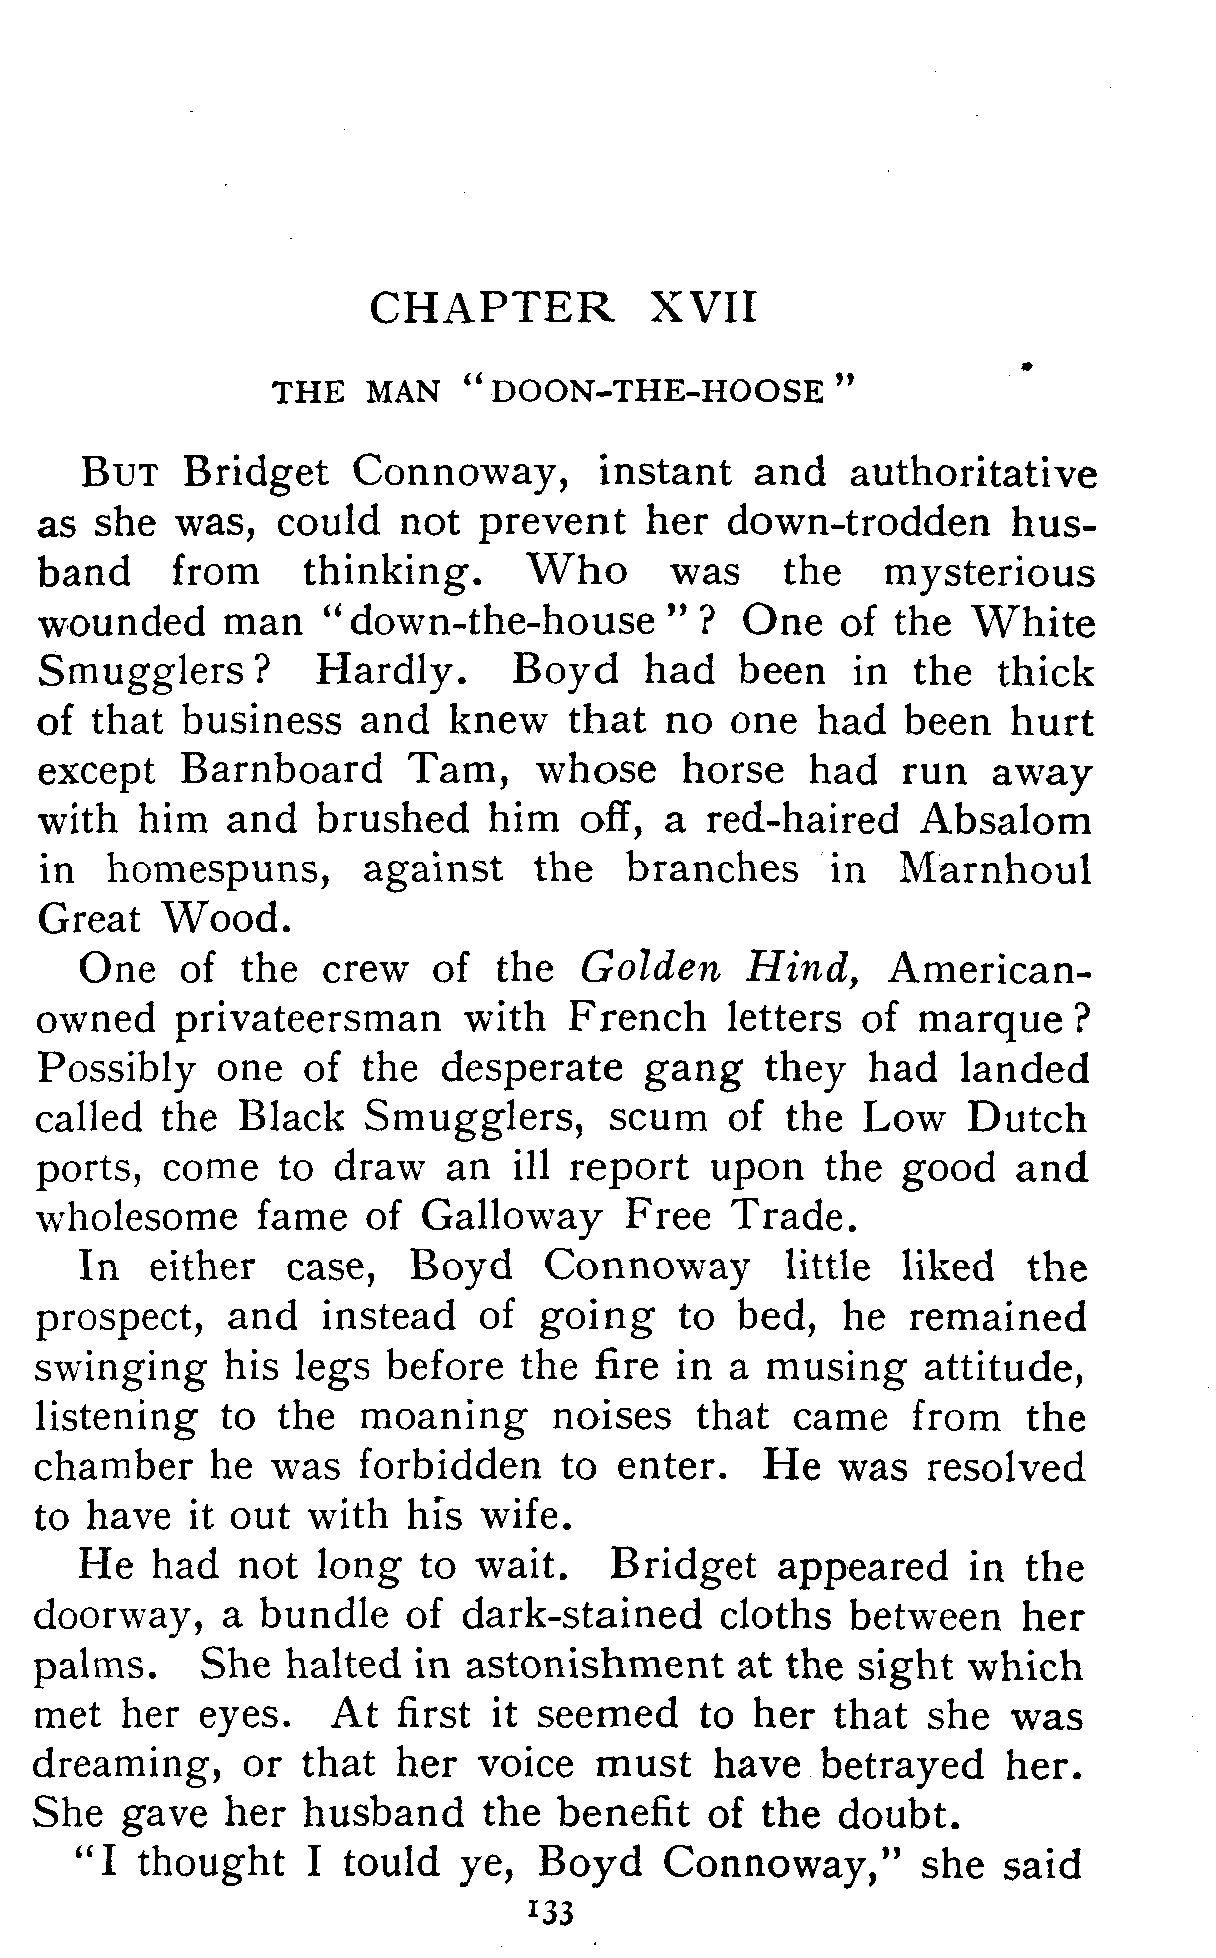 CHAPTER XVII
THE MAN “DOON-THE-HOOSE”
BUT Bridget Connoway, instant and authoritative
as she was, could not prevent her down-trodden hus-
band from thinking. Who was the mysterious
wounded man “down-the-house”? One of the White
Smugglers? Hardly. Boyd had been in the thick
of that business and knew that no one had been hurt
except Barnboard Tam, whose horse had run away
with him and brushed him off, a red-haired Absalom
in homespuns, against the branches in Marnhoul
Great Wood.
One of the crew of the Golden Hind, American-
owned privateersman with French letters of marque?
Possibly one of the desperate gang they had landed
called the Black Smugglers, scum of the Low Dutch
ports, come to draw an ill report upon the good and
wholesome fame of Galloway Free Trade.
In either case, Boyd Connoway little liked the
prospect, and instead of going to bed, he remained
swinging his legs before the fire in a musing attitude,
listening to the moaning noises that came from the
chamber he was forbidden to enter. He was resolved
to have it out with his wife.
He had not long to wait. Bridget appeared in the
doorway, a bundle of dark-stained cloths between her
palms. She halted in astonishment at the sight which
met her eyes. At first it seemed to her that she was
dreaming, or that her voice must have betrayed her.
She gave her husband the benefit of the doubt.
“I thought I tould ye, Boyd Connoway,” she said
133